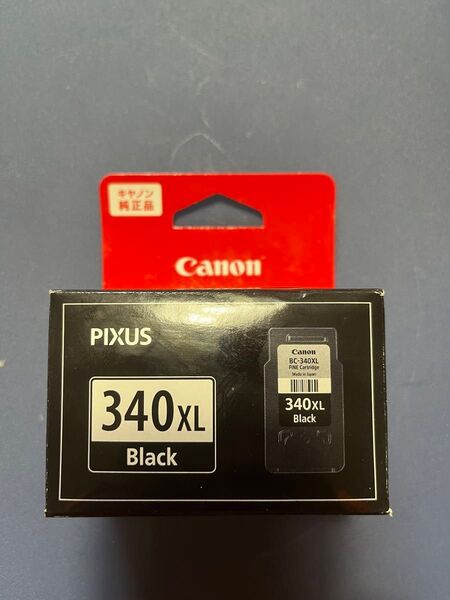 キヤノン
純正品
Canon
PIXUS
340XL
Black
Canon
BC-340XL
FINE Cartridge
Made in Japan
340XL
Black